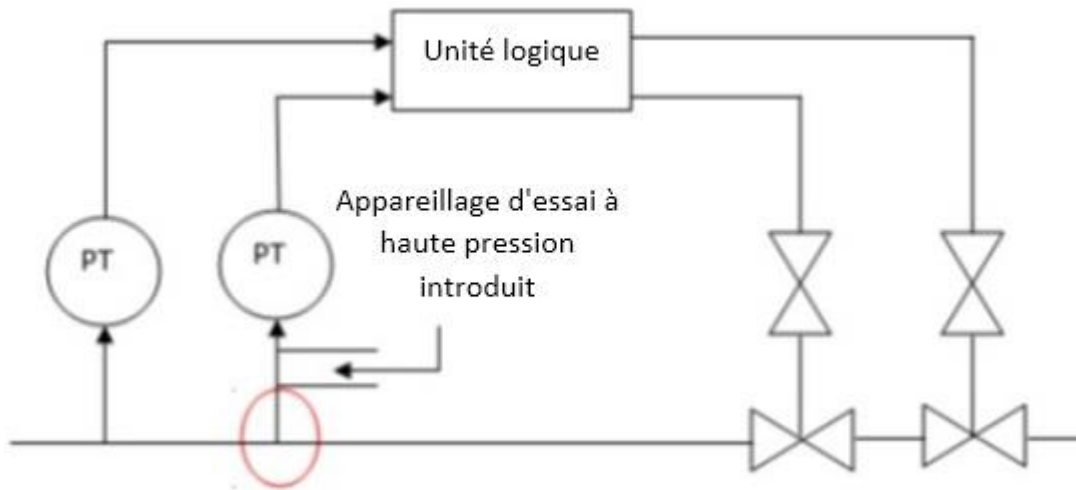 Unité logique
Appareillage d'essai à
haute pression
introduit
PT
PT